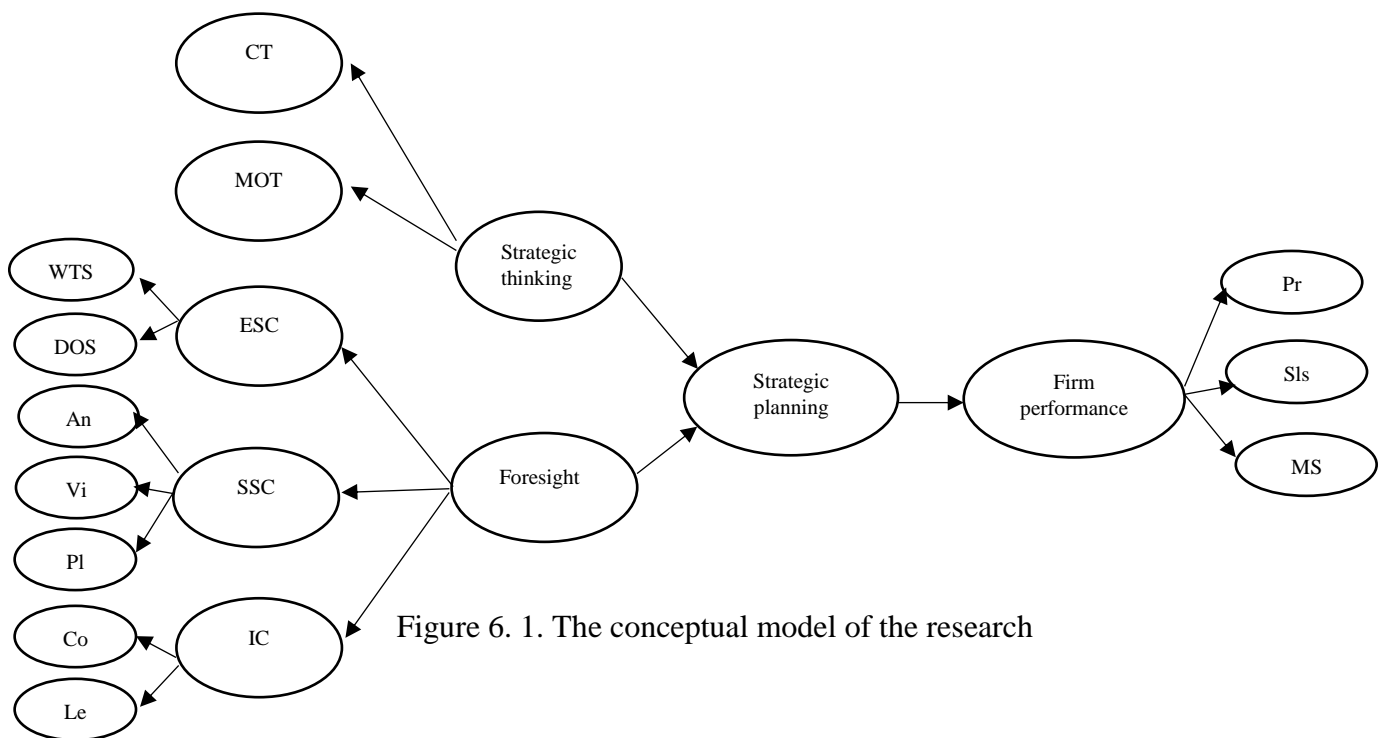 CT
MOT
Strategic
thinking
WTS
ESC
DOS
An
SSC
Vi
Pl
Foresight
Co
IC
Le
Strategic
planning
Firm
performance
Pr
Sls
MS
Figure 6. 1. The conceptual model of the research